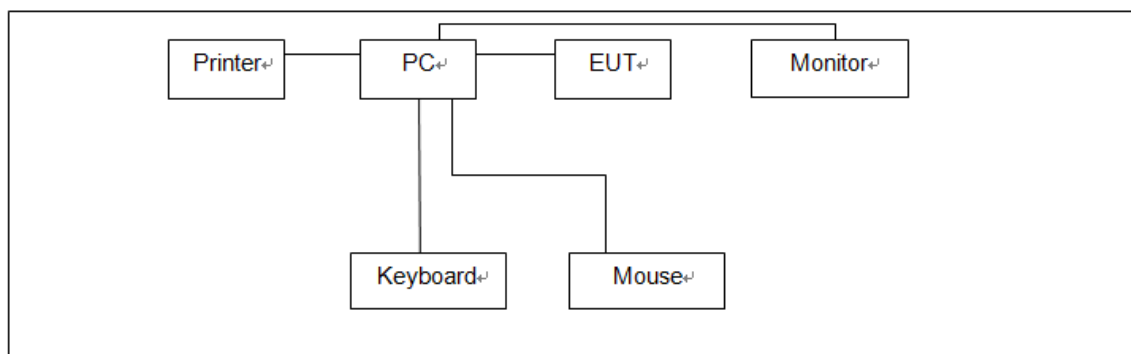 Printer
PC
EUT
Monitor
Keyboard
Mouse